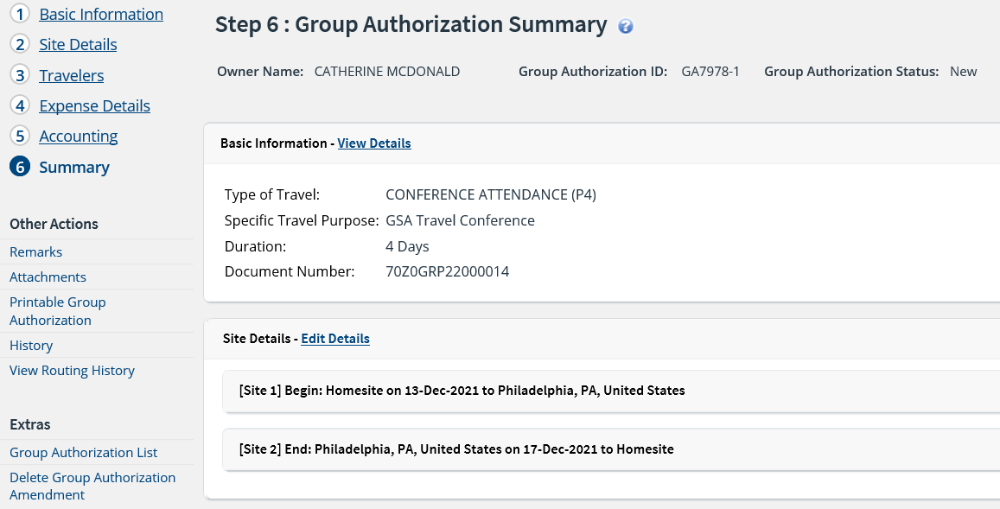 1 Basic Information
2 Site Details
3 Travelers
4 Expense Details
5 Accounting
6 Summary
Other Actions
Remarks
Attachments
Printable Group
Authorization
History
View Routing History
Extras
Group Authorization List
Delete Group Authorization
Amendment
Step 6 : Group Authorization Summary ?
Owner Name: CATHERINE MCDONALD Group Authorization ID: GA7978-1 Group Authorization Status: New
Basic Information - View Details
Type of Travel: CONFERENCE ATTENDANCE (P4)
Specific Travel Purpose: GSA Travel Conference
Duration: 4 Days
Document Number: 70Z0GRP22000014
Site Details - Edit Details
[Site 1] Begin: Homesite on 13-Dec-2021 to Philadelphia, PA, United States
[Site 2] End: Philadelphia, PA, United States on 17-Dec-2021 to Homesite